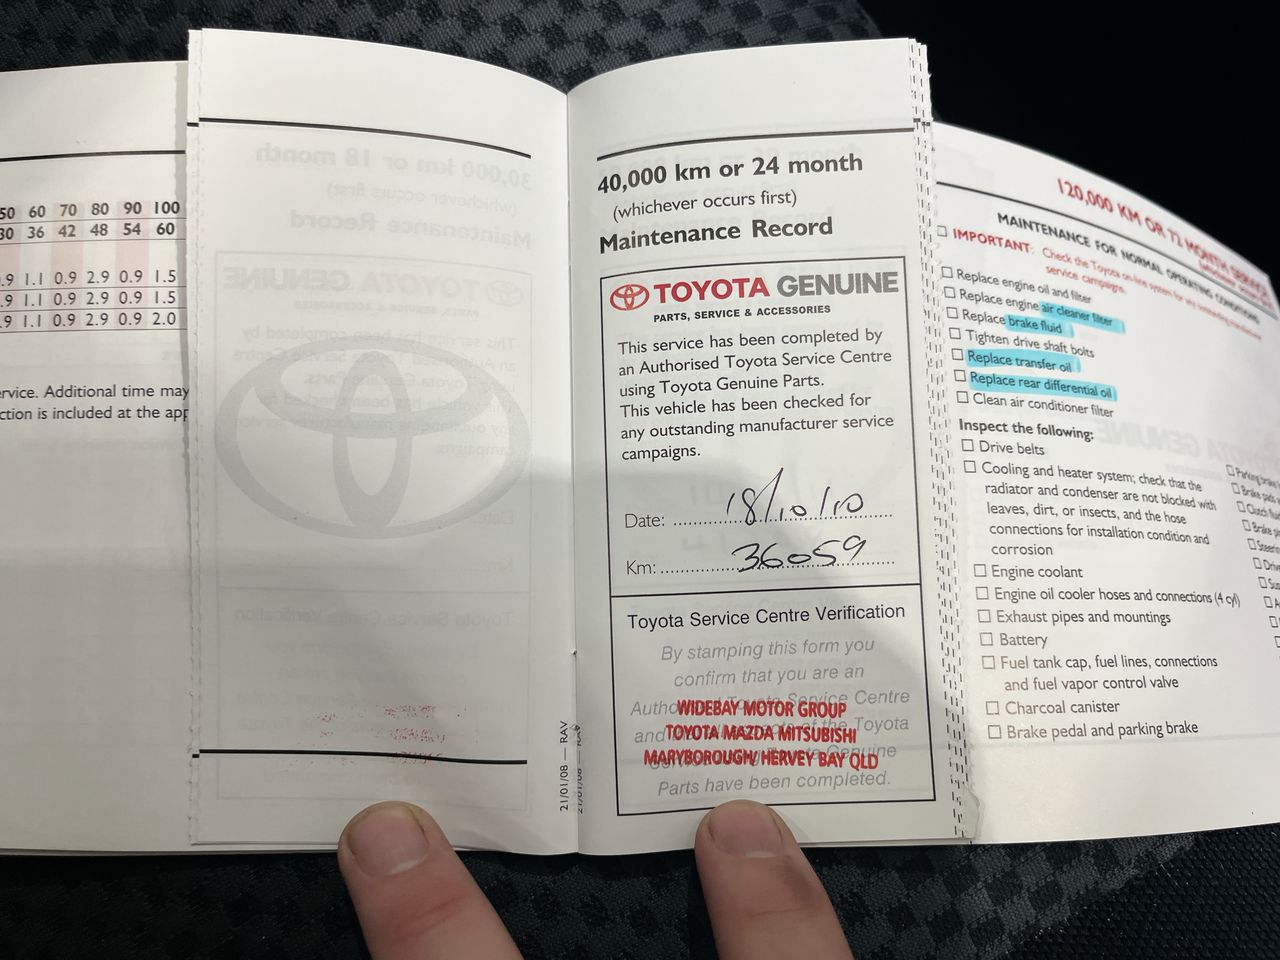 50 60 70 80 90 100
30 36 42 48 54 60
.9 1.1 0.9 2.9 0.9 1.5
.9 1.1 0.9 2.9 0.9 1.5
.9 1.1 0.9 2.9 0.9 2.0
rvice. Additional time may
ction is included at the app
21/01/08 — RAV
40,000 km or 24 month
(whichever occurs first)
Maintenance Record
TOYOTA GENUINE
PARTS, SERVICE & ACCESSORIES
This service has been completed by
an Authorised Toyota Service Centre
using Toyota Genuine Parts.
This vehicle has been checked for
any outstanding manufacturer service
campaigns.
Date: 18/10/10
Km: 36059
Toyota Service Centre Verification
By stamping this form you
confirm that you are an
Service Centre
the Toyota
Genuine
Parts have been completed.
WIDEBAY MOTOR GROUP
TOYOTA MAZDA MITSUBISHI
MARYBOROUGH/HERVEY BAY QLD
120,000 KM OR 72 MONTH SERVICE
MAINTENANCE FOR NORMAL OPERATING CONDITIONS
IMPORTANT: Check the Toyota on-line system for any outstanding
service campaigns.
Replace engine oil and filter
Replace engine air cleaner filter
Replace brake fluid
Tighten drive shaft bolts
Replace transfer oil
Replace rear differential oil
Clean air conditioner filter
Inspect the following:
Drive belts
Cooling and heater system; check that the
radiator and condenser are not blocked with
leaves, dirt, or insects, and the hose
connections for installation condition and
corrosion
Engine coolant
Engine oil cooler hoses and connections (4 cyl)
Exhaust pipes and mountings
Battery
Fuel tank cap, fuel lines, connections
and fuel vapor control valve
Charcoal canister
Brake pedal and parking brake